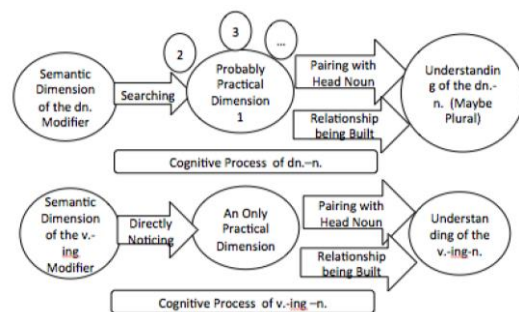 2
3
...
Semantic
Dimension
of the dn.
Modifier
Searching
Probably
Practical
Dimension
1
Pairing with
Head Noun
Relationship
being Built
Understandin
g of the dn.-
n. (Maybe
Plural)
Cognitive Process of dn.–n.
Semantic
Dimension
of the v.-
ing
Modifier
Directly
Noticing
An Only
Practical
Dimension
Pairing with
Head Noun
Relationship
being Built
Understan
ding of the
v.-ing-n.
Cognitive Process of v.-ing –n.